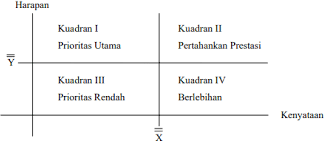 Harapan
Kuadran I
Prioritas Utama
Kuadran II
Pertahankan Prestasi
Y
Kuadran III
Prioritas Rendah
Kuadran IV
Berlebihan
Kenyataan
X